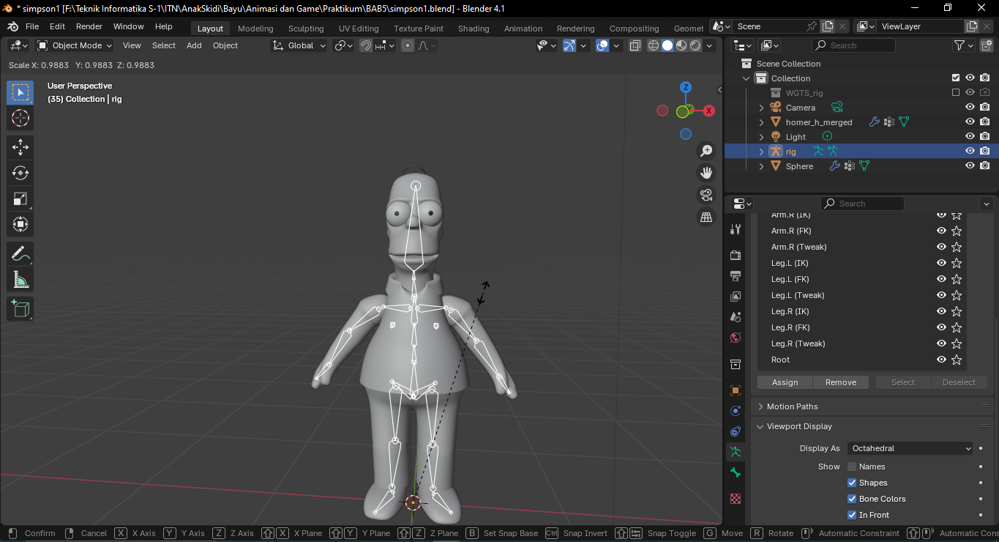 * simpson1 [F:\Teknik Informatika S-1\ITN\AnakSkidi\Bayu\Animasi dan Game\Praktikum\BAB5\simpson1.blend] - Blender 4.1
File Edit Render Window Help Layout Modeling Sculpting UV Editing Texture Paint Shading Animation Rendering Compositing Geomet Scene ViewLayer
Object Mode View Select Add Object Global Search
Scale X: 0.9883 Y: 0.9883 Z: 0.9883
User Perspective
(35) Collection | rig
Z
Y
X
Scene Collection
Collection
WGTS_rig
Camera
homer_h_merged
Light
rig
Sphere
Search
Arm.R (IK)
Arm.R (FK)
Arm.R (Tweak)
Leg.L (IK)
Leg.L (FK)
Leg.L (Tweak)
Leg.R (IK)
Leg.R (FK)
Leg.R (Tweak)
Root
Assign Remove Select Deselect
Motion Paths
Viewport Display
Display As Octahedral
Show Names
Shapes
Bone Colors
In Front
Confirm Cancel X X Axis Y Y Axis Z Z Axis X X Plane Y Y Plane Z Z Plane B Set Snap Base Ctrl Snap Invert Snap Toggle G Move R Rotate Automatic Constraint Automatic Con